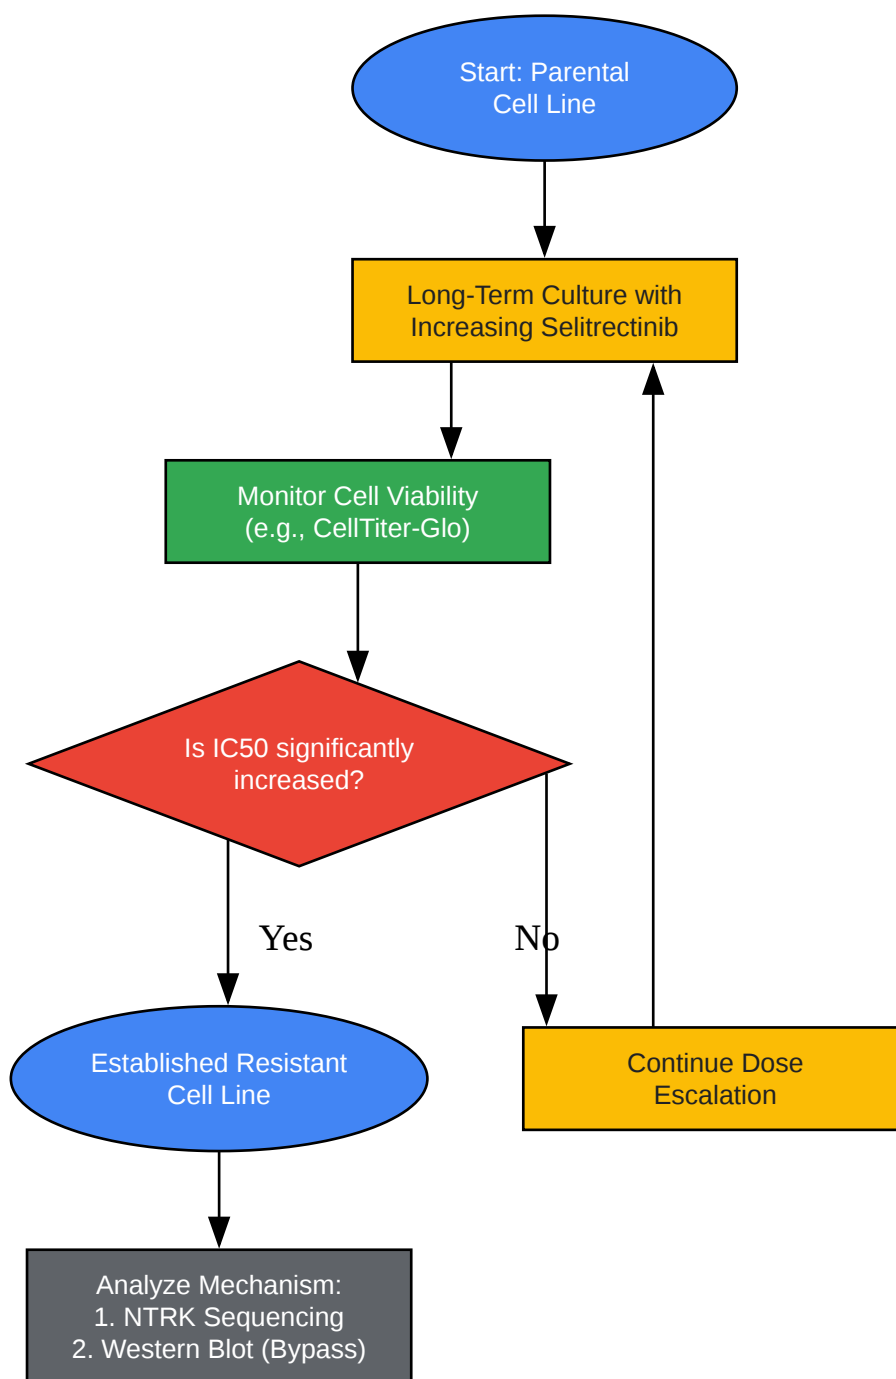 Start: Parental
Cell Line
Long-Term Culture with
Increasing Selitrectinib
Monitor Cell Viability
(e.g., CellTiter-Glo)
Is IC50 significantly
increased?
Yes
No
Established Resistant
Cell Line
Continue Dose
Escalation
Analyze Mechanism:
1. NTRK Sequencing
2. Western Blot (Bypass)